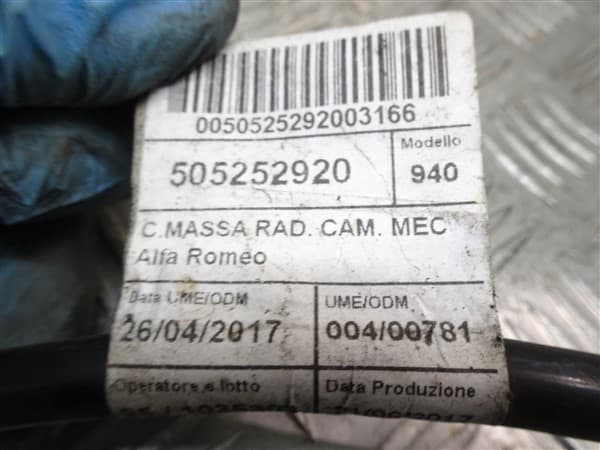 0050525292003166
505252920
Modello
940
C.MASSA RAD. CAM. MEC
Alfa Romeo
Data UME/ODM
26/04/2017
UME/ODM
004/00781
Operatore e lotto
Data Produzione